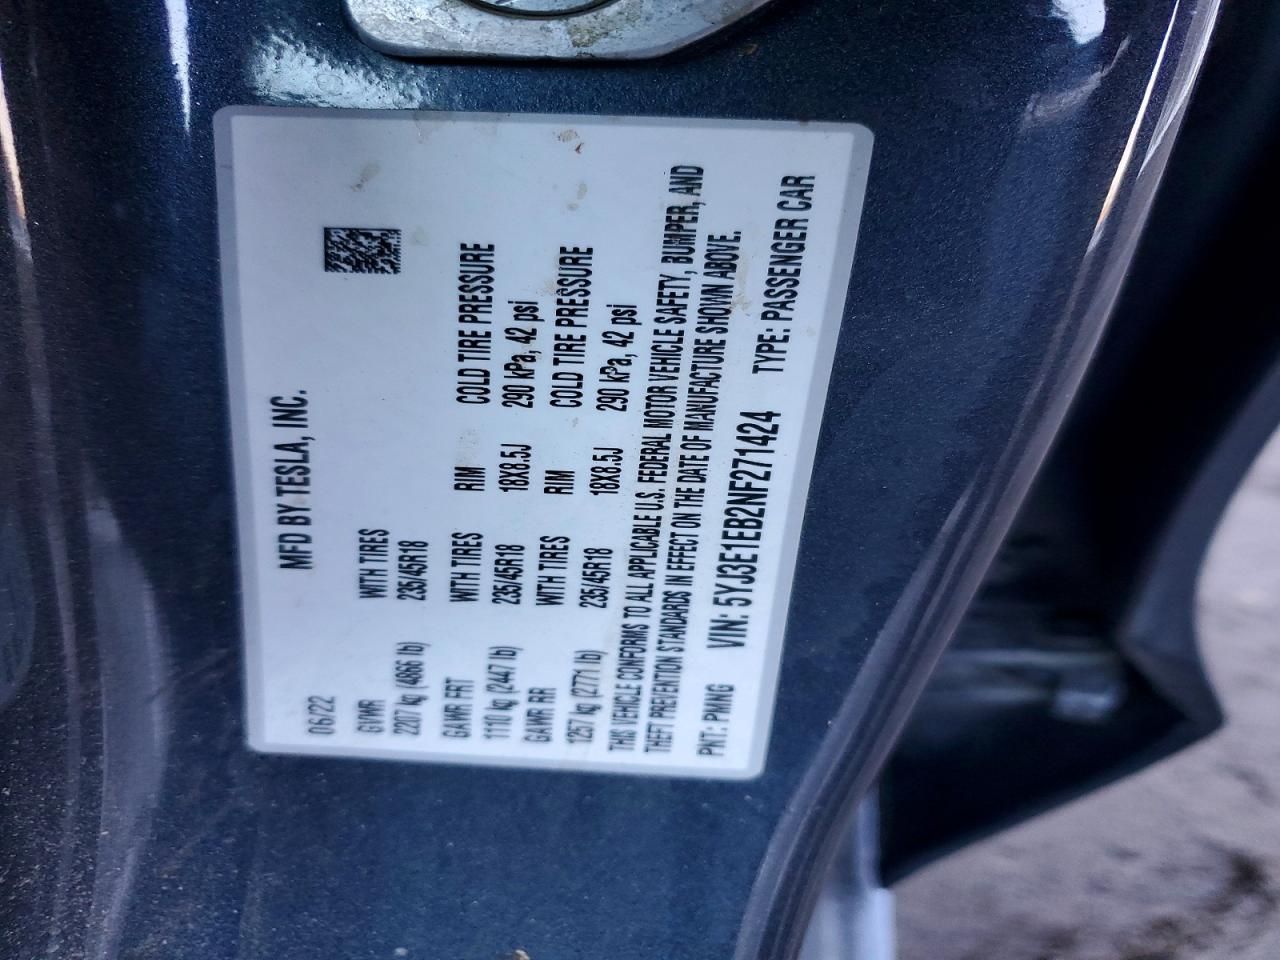 MFD BY TESLA, INC.
06/22
GVWR WITH TIRES
2207 kg (4866 lb) 235/45R18
GAWR FRT WITH TIRES RIM COLD TIRE PRESSURE
1110 kg (2447 lb) 235/45R18 18X8.5J 290 kPa, 42 psi
GAWR RR WITH TIRES RIM COLD TIRE PRESSURE
1257 kg (2771 lb) 235/45R18 18X8.5J 290 kPa, 42 psi
THIS VEHICLE CONFORMS TO ALL APPLICABLE U.S. FEDERAL MOTOR VEHICLE SAFETY, BUMPER, AND
THEFT PREVENTION STANDARDS IN EFFECT ON THE DATE OF MANUFACTURE SHOWN ABOVE.
PNT: PMNG VIN: 5YJ3E1EB2NF271424 TYPE: PASSENGER CAR